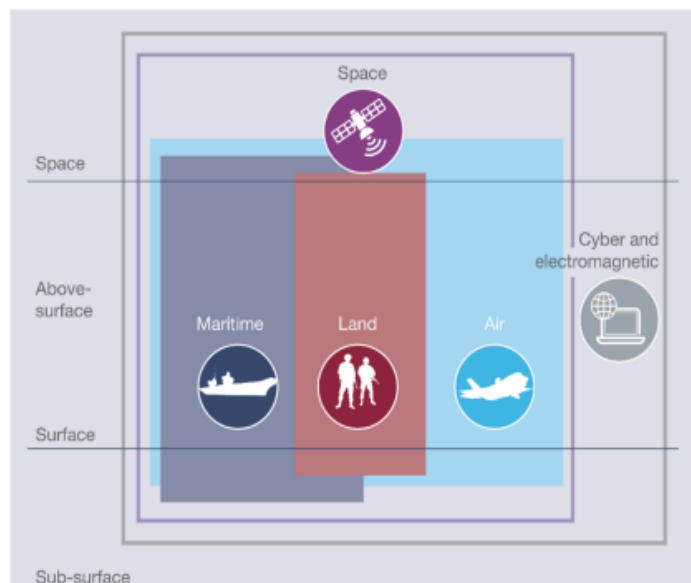 Space
Space
Cyber and
electromagnetic
Above-
surface
Maritime
Land
Air
Surface
Sub-surface